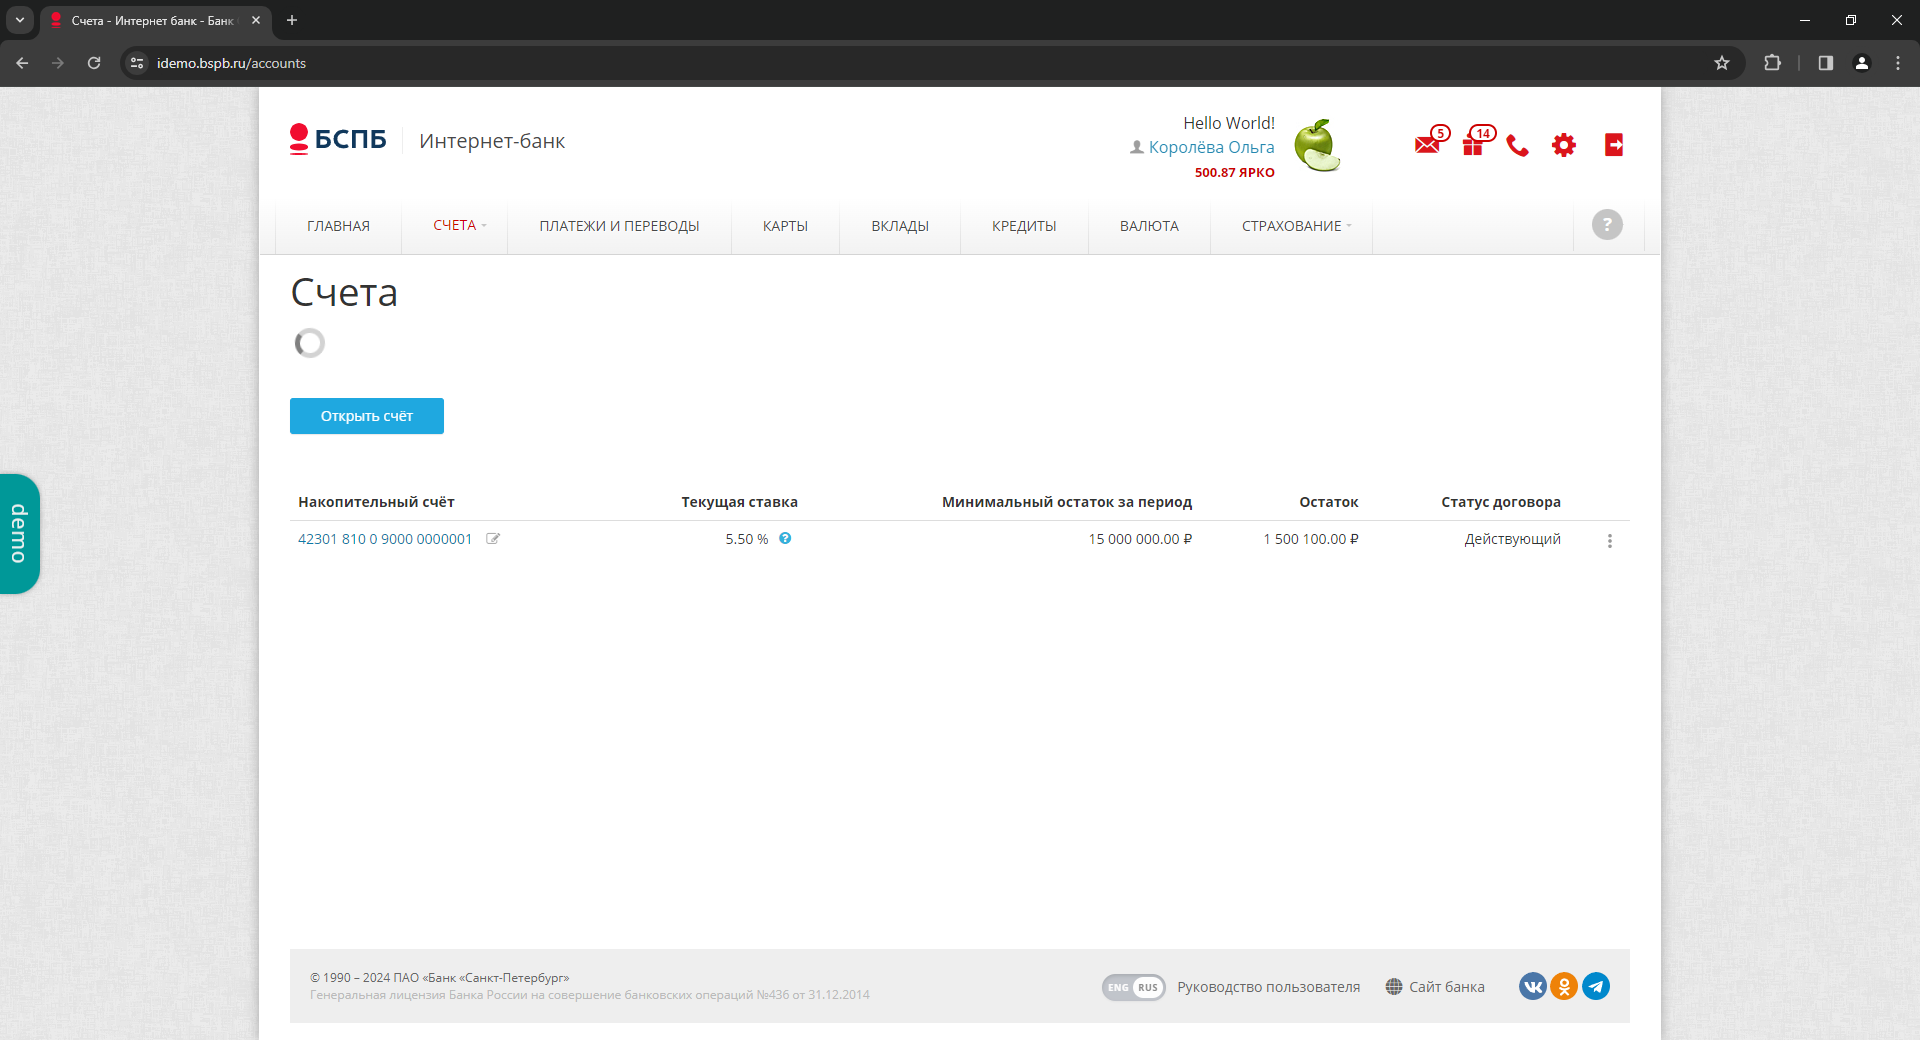 Счета - Интернет банк - Банк
idemo.bspb.ru/accounts
БСПБ Интернет-банк
Hello World!
Королёва Ольга
500.87 ЯРКО
5
14
ГЛАВНАЯ СЧЕТА ПЛАТЕЖИ И ПЕРЕВОДЫ КАРТЫ ВКЛАДЫ КРЕДИТЫ ВАЛЮТА СТРАХОВАНИЕ ?
Счета
Открыть счёт
demo
Накопительный счёт Текущая ставка Минимальный остаток за период Остаток Статус договора
42301 810 0 9000 0000001 5.50 % ? 15 000 000.00 ₽ 1 500 100.00 ₽ Действующий
© 1990 – 2024 ПАО «Банк «Санкт-Петербург»
Генеральная лицензия Банка России на совершение банковских операций №436 от 31.12.2014
ENG RUS Руководство пользователя Сайт банка